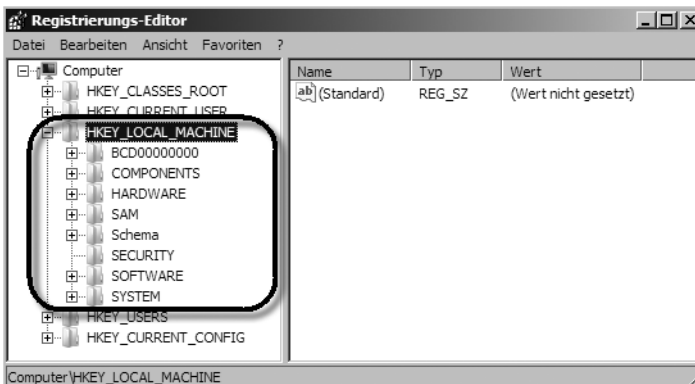 Registrierungs-Editor
Datei Bearbeiten Ansicht Favoriten ?
Computer
HKEY_CLASSES_ROOT
HKEY_CURRENT_USER
HKEY_LOCAL_MACHINE
BCD00000000
COMPONENTS
HARDWARE
SAM
Schema
SECURITY
SOFTWARE
SYSTEM
HKEY_USERS
HKEY_CURRENT_CONFIG
Name Typ Wert
ab (Standard) REG_SZ (Wert nicht gesetzt)
Computer\HKEY_LOCAL_MACHINE